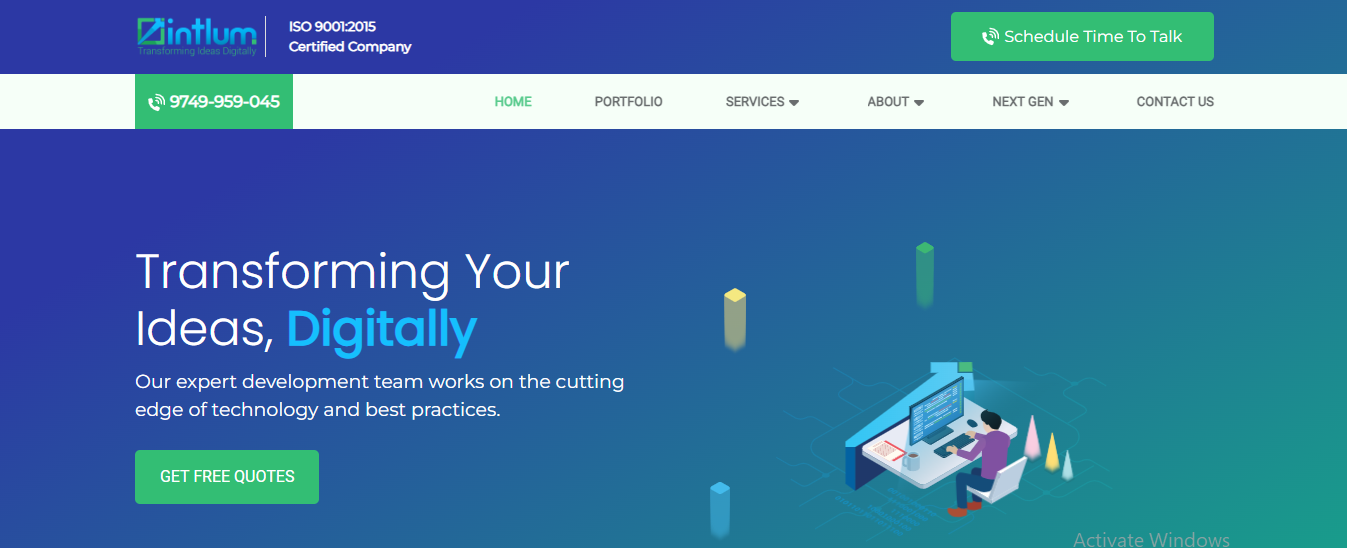 intlum
Transforming Ideas Digitally
ISO 9001:2015
Certified Company
Schedule Time To Talk
9749-959-045
HOME
PORTFOLIO
SERVICES
ABOUT
NEXT GEN
CONTACT US
Transforming Your
Ideas, Digitally
Our expert development team works on the cutting
edge of technology and best practices.
GET FREE QUOTES
Activate Windows